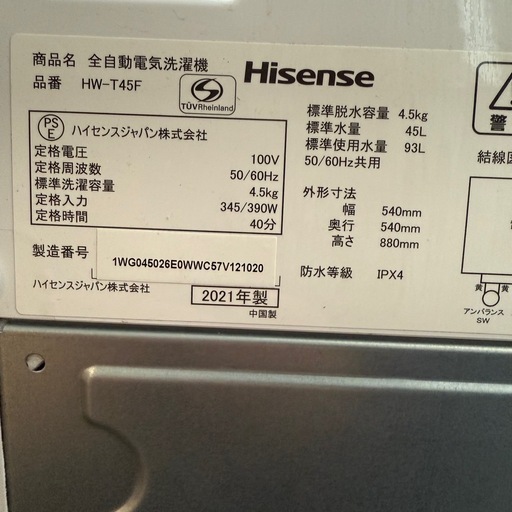 商品名 全自動電気洗濯機
品番 HW-T45F
TÜVRheinland
Hisense
PS
E
ハイセンスジャパン株式会社
定格電圧 100V
定格周波数 50/60Hz
標準洗濯容量 4.5kg
定格入力 345/390W
定格時間 40分
製造番号 1WG045026E0WWC57V121020
ハイセンスジャパン株式会社
2021年製
中国製
標準脱水容量 4.5kg
標準水量 45L
標準使用水量 93L
50/60Hz共用
外形寸法
幅 540mm
奥行 540mm
高さ 880mm
防水等級 IPX4
警
結線図
黄 黄
アンバランス
SW